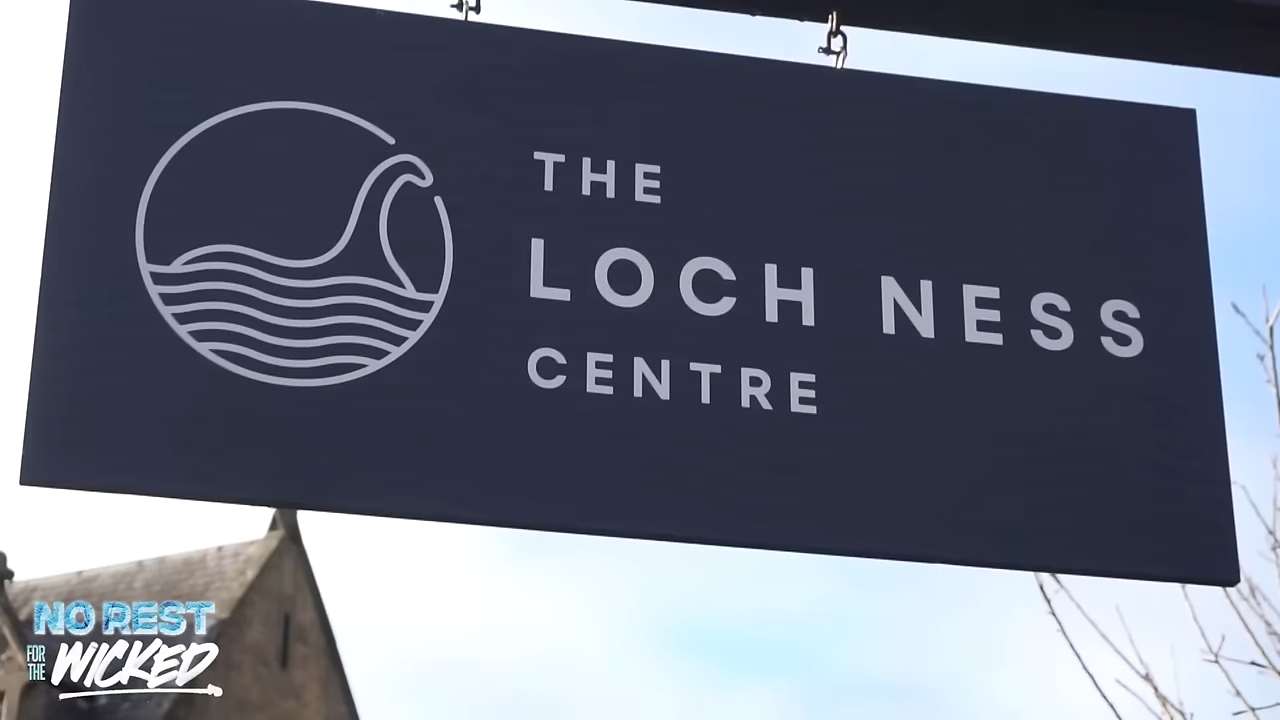 THE
LOCH NESS
CENTRE
NO REST
FOR THE WICKED